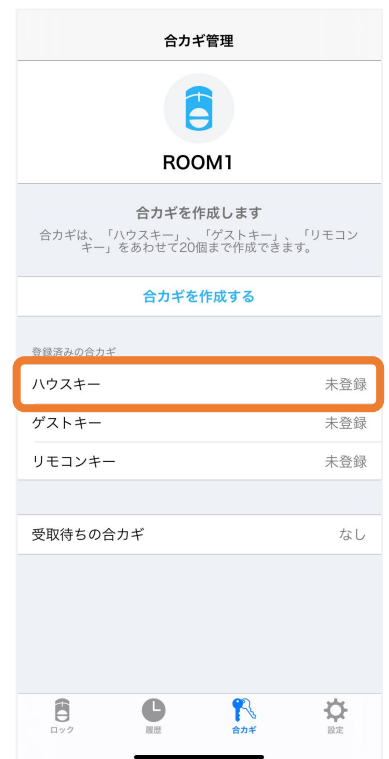 合カギ管理
ROOM1
合カギを作成します
合カギは、「ハウスキー」、「ゲストキー」、「リモコン
キー」をあわせて20個まで作成できます。
合カギを作成する
登録済みの合カギ
ハウスキー 未登録
ゲストキー 未登録
リモコンキー 未登録
受取待ちの合カギ なし
ロック 履歴 合カギ 設定